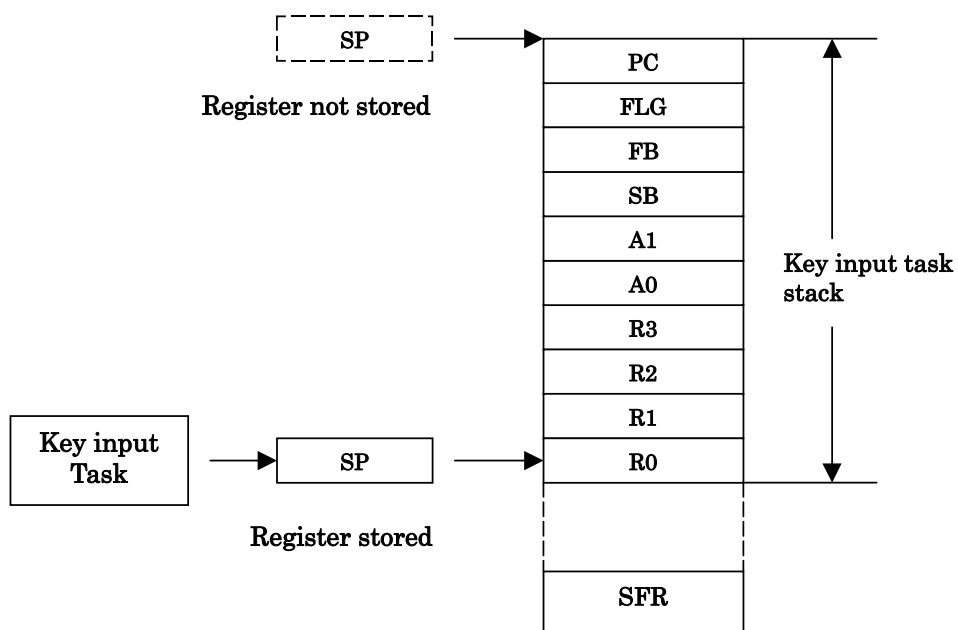 SP
Register not stored
PC
FLG
FB
SB
A1
A0
R3
R2
R1
R0
Key input task
stack
Key input
Task
SP
Register stored
SFR